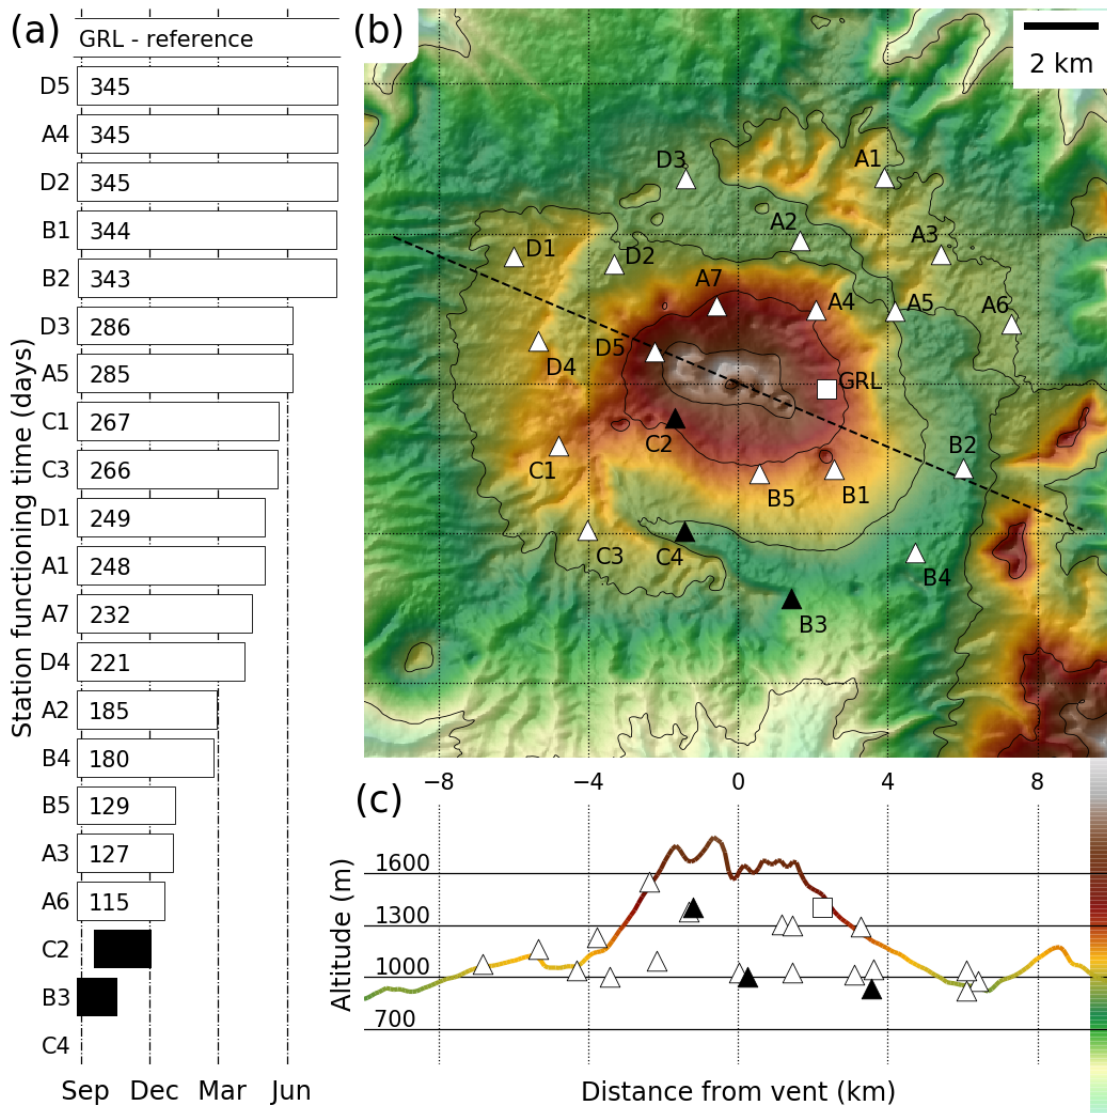 (a)
GRL - reference
D5 345
A4 345
D2 345
B1 344
B2 343
D3 286
A5 285
C1 267
C3 266
D1 249
A1 248
A7 232
D4 221
A2 185
B4 180
B5 129
A3 127
A6 115
C2
B3
C4
Sep Dec Mar Jun
Station functioning time (days)
(b)
2 km
D3
A1
A2
A3
D1
D2
A7
A4
A5
A6
D5
D4
GRL
C2
C1
B2
B5
B1
C3
C4
B4
B3
−8 −4 0 4 8
(c)
1600
1300
1000
700
Altitude (m)
Distance from vent (km)